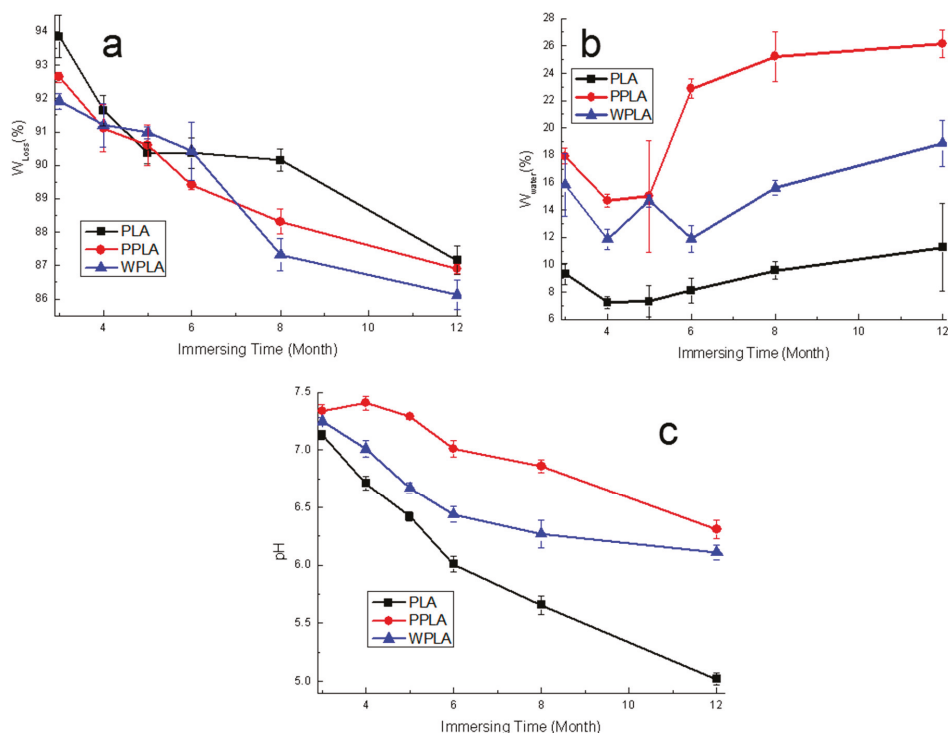 a
W_Loss(%)
94
93
92
91
90
89
88
87
86
PLA
PPLA
WPLA
4
6
8
10
12
Immersing Time (Month)
b
W_water(%)
28
26
24
22
20
18
16
14
12
10
8
6
PLA
PPLA
WPLA
4
6
8
10
12
Immersing Time (Month)
c
pH
7.5
7.0
6.5
6.0
5.5
5.0
PLA
PPLA
WPLA
4
6
8
10
12
Immersing Time (Month)